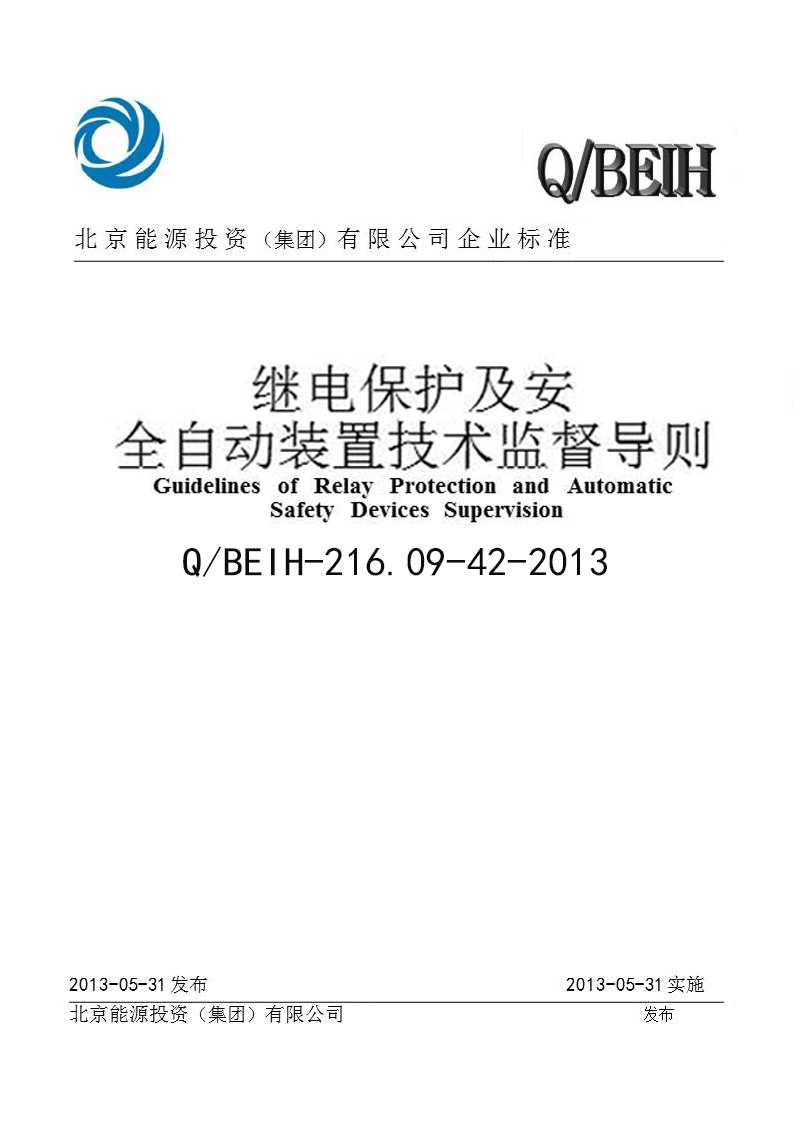 Q/BEIH
北京能源投资（集团）有限公司企业标准
继电保护及安
全自动装置技术监督导则
Guidelines of Relay Protection and Automatic
Safety Devices Supervision
Q/BEIH-216.09-42-2013
2013-05-31发布 2013-05-31实施
北京能源投资（集团）有限公司 发布